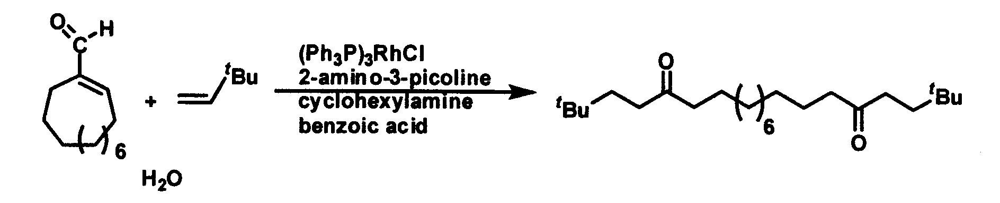 O
H
C
ᵗBu
+
6
H₂O
(Ph₃P)₃RhCl
2-amino-3-picoline
cyclohexylamine
benzoic acid
O
ᵗBu
ᵗBu
6
O